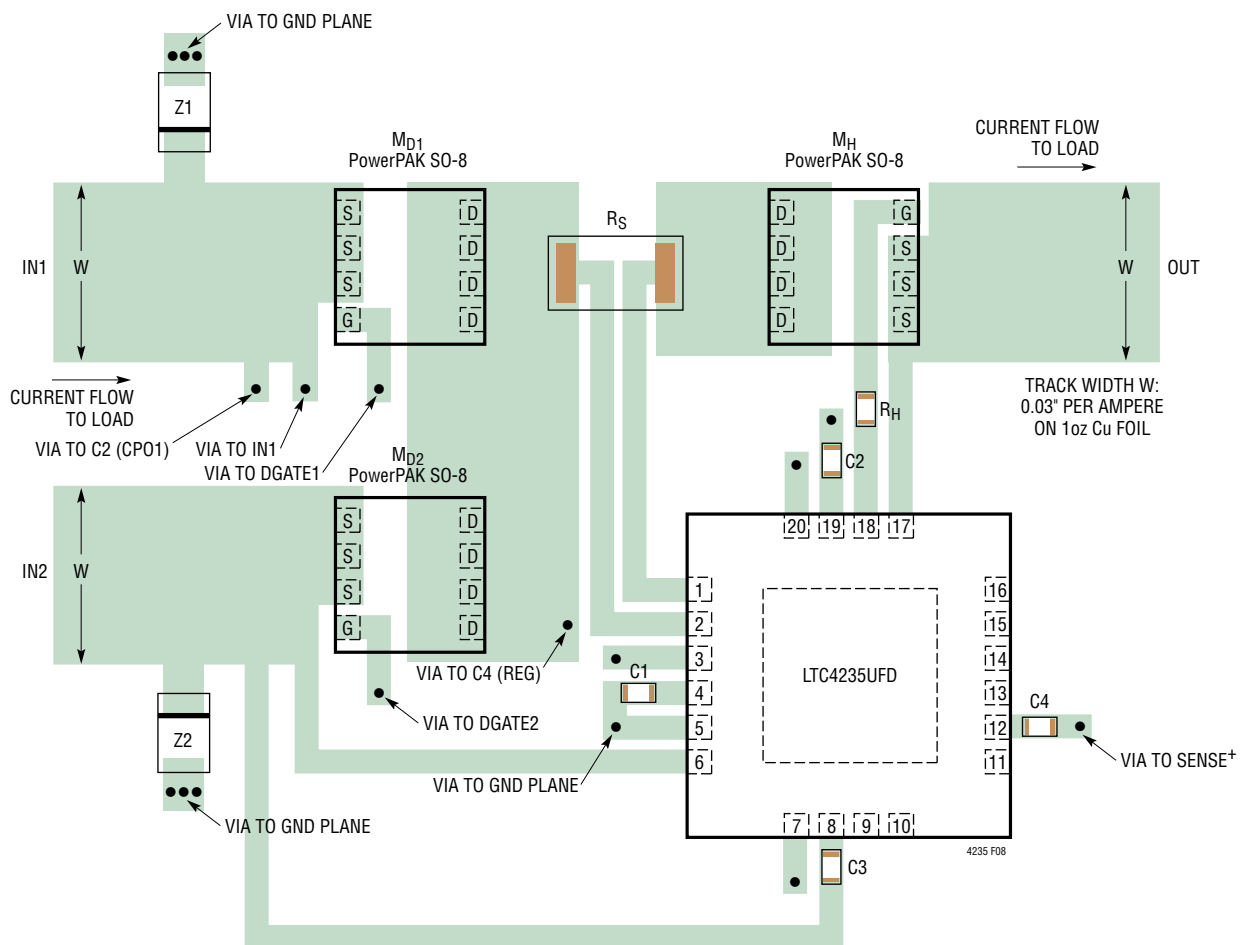 VIA TO GND PLANE
Z1
MD1
PowerPAK SO-8
MH
PowerPAK SO-8
CURRENT FLOW
TO LOAD
RS
S
S
S
G
D
D
D
D
D
D
D
D
G
S
S
S
IN1
W
W
OUT
CURRENT FLOW
TO LOAD
VIA TO C2 (CPO1)
VIA TO IN1
VIA TO DGATE1
TRACK WIDTH W:
0.03" PER AMPERE
ON 1oz Cu FOIL
RH
C2
MD2
PowerPAK SO-8
S
S
S
G
D
D
D
D
IN2
W
20
19
18
17
1
2
3
4
5
6
16
15
14
13
12
11
7
8
9
10
LTC4235UFD
VIA TO C4 (REG)
C1
C4
VIA TO DGATE2
VIA TO GND PLANE
VIA TO SENSE+
Z2
VIA TO GND PLANE
C3
4235 F08